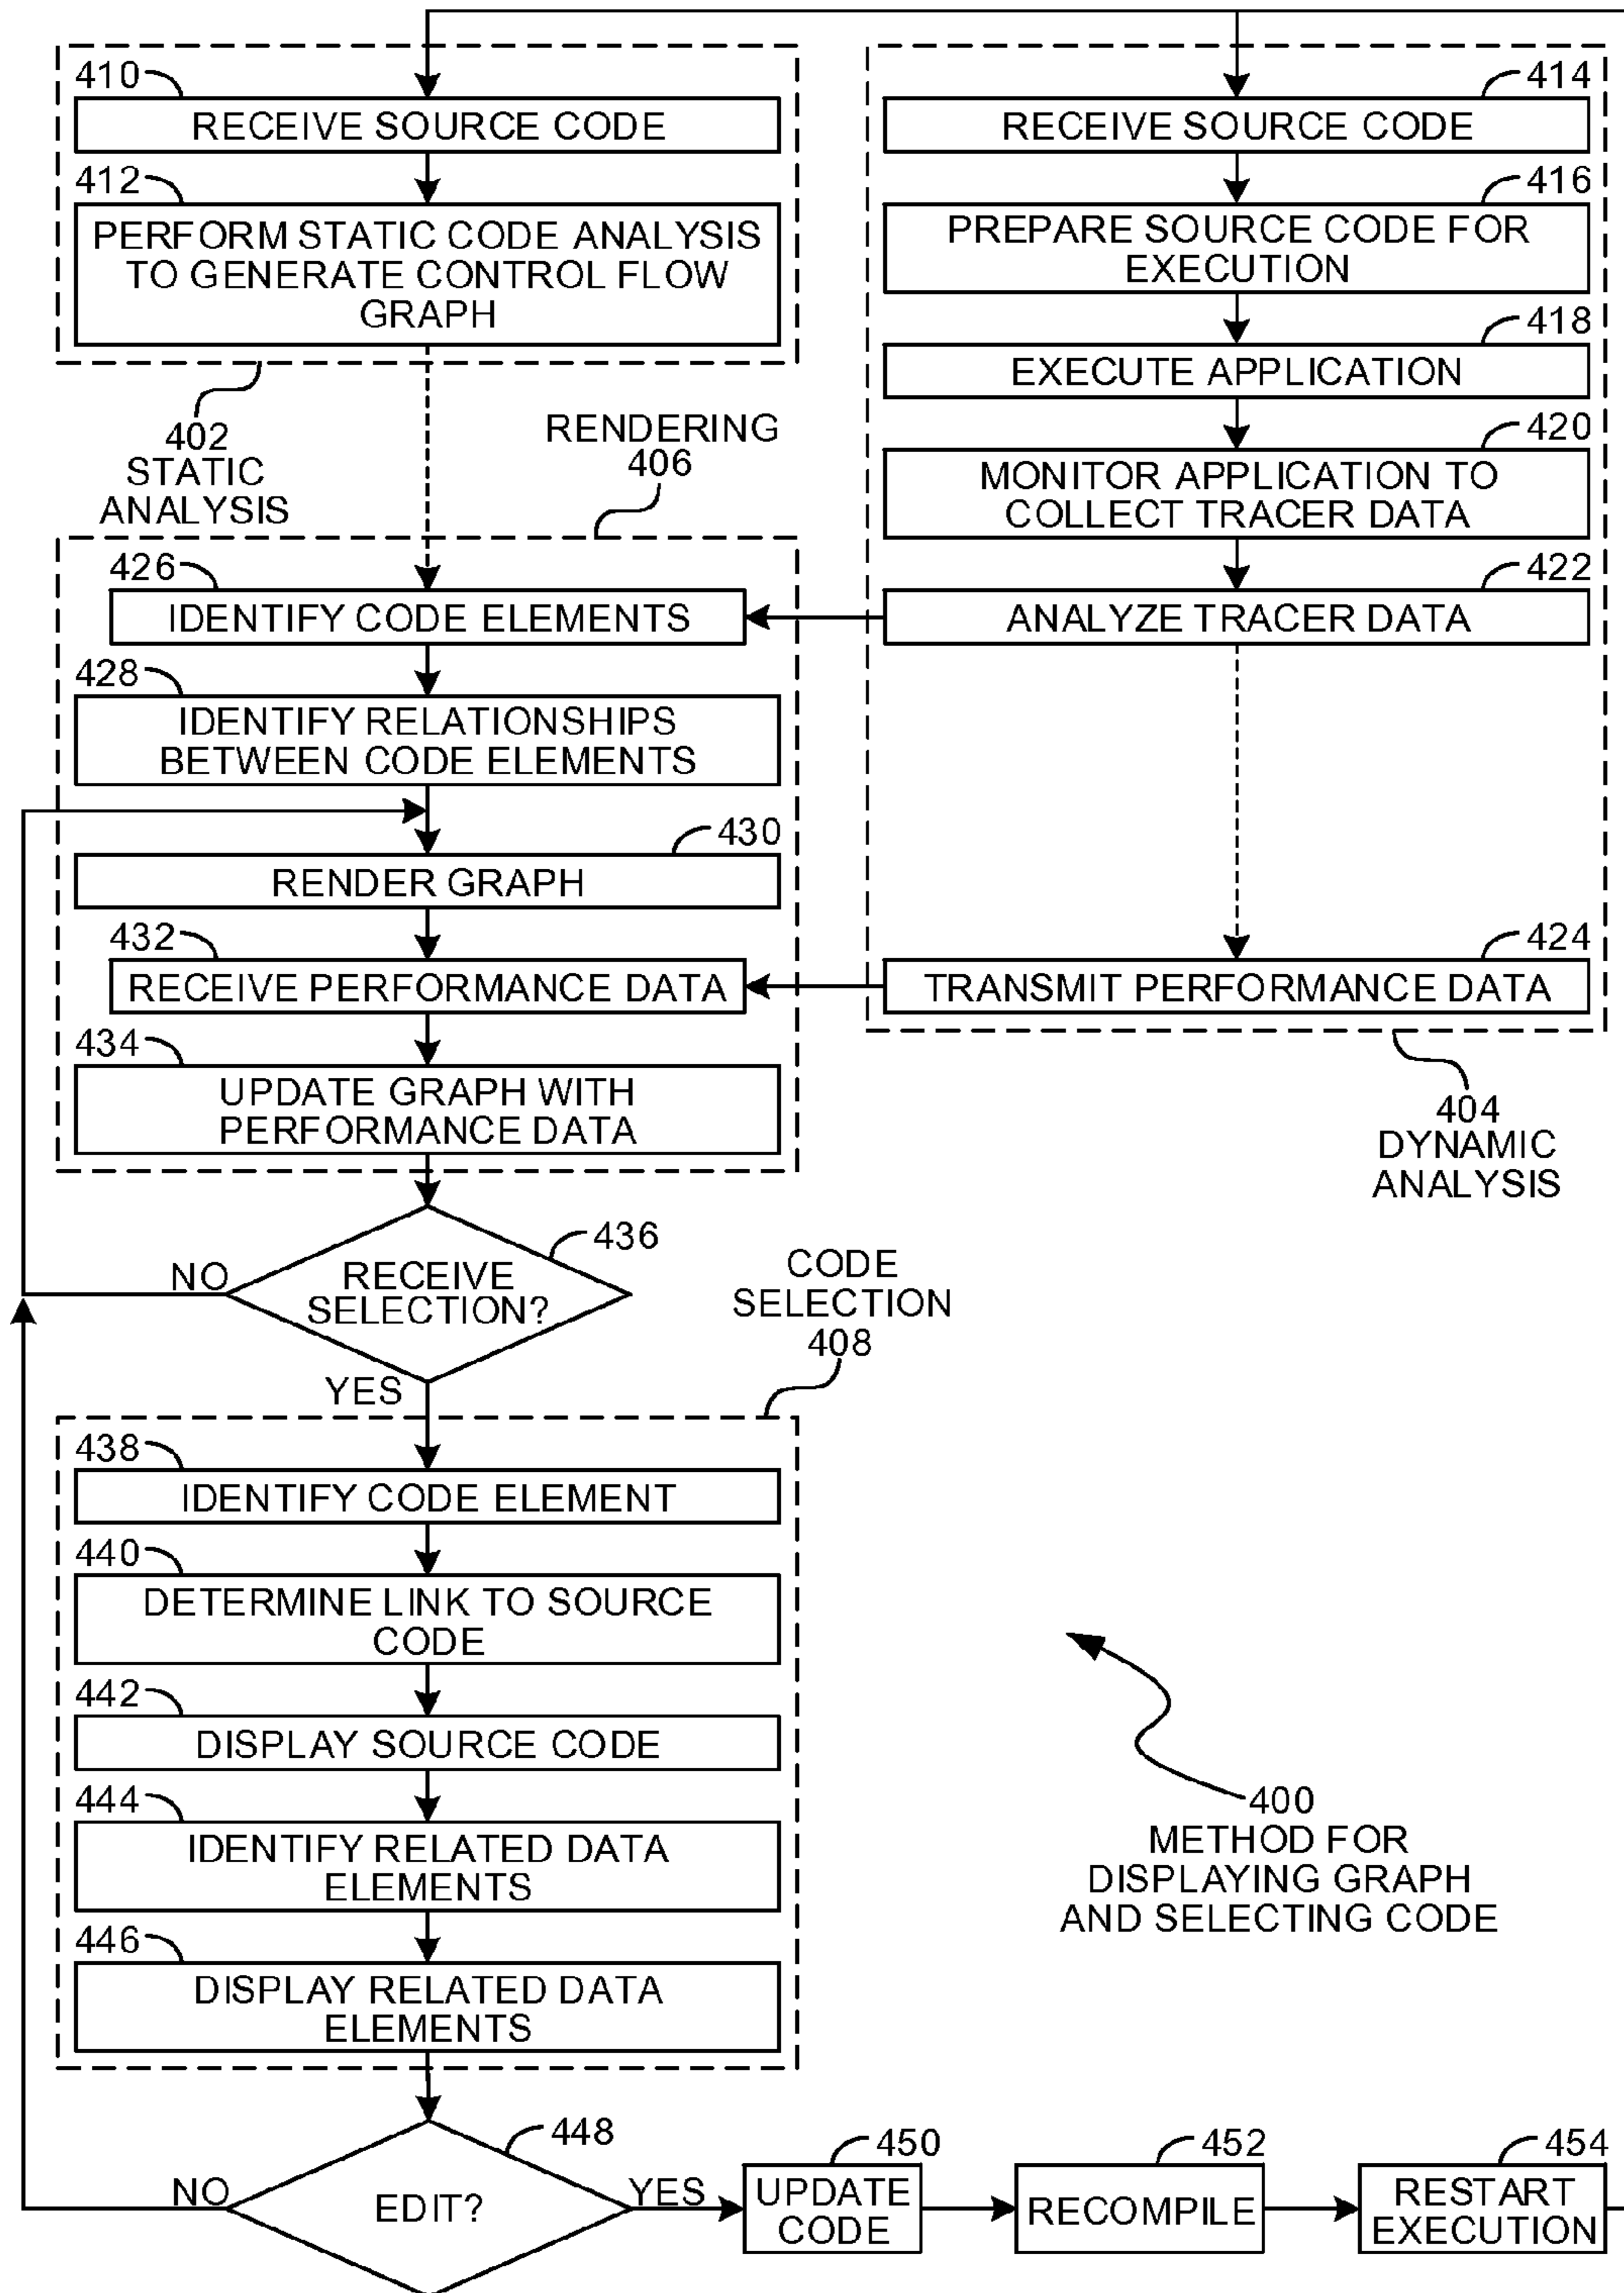 410
RECEIVE SOURCE CODE
412
PERFORM STATIC CODE ANALYSIS
TO GENERATE CONTROL FLOW
GRAPH
402
STATIC
ANALYSIS
414
RECEIVE SOURCE CODE
416
PREPARE SOURCE CODE FOR
EXECUTION
418
EXECUTE APPLICATION
420
MONITOR APPLICATION TO
COLLECT TRACER DATA
422
ANALYZE TRACER DATA
424
TRANSMIT PERFORMANCE DATA
404
DYNAMIC
ANALYSIS
RENDERING
406
426
IDENTIFY CODE ELEMENTS
428
IDENTIFY RELATIONSHIPS
BETWEEN CODE ELEMENTS
430
RENDER GRAPH
432
RECEIVE PERFORMANCE DATA
434
UPDATE GRAPH WITH
PERFORMANCE DATA
436
RECEIVE
SELECTION?
NO
YES
CODE
SELECTION
408
438
IDENTIFY CODE ELEMENT
440
DETERMINE LINK TO SOURCE
CODE
442
DISPLAY SOURCE CODE
444
IDENTIFY RELATED DATA
ELEMENTS
446
DISPLAY RELATED DATA
ELEMENTS
400
METHOD FOR
DISPLAYING GRAPH
AND SELECTING CODE
448
EDIT?
NO
YES
450
UPDATE
CODE
452
RECOMPILE
454
RESTART
EXECUTION